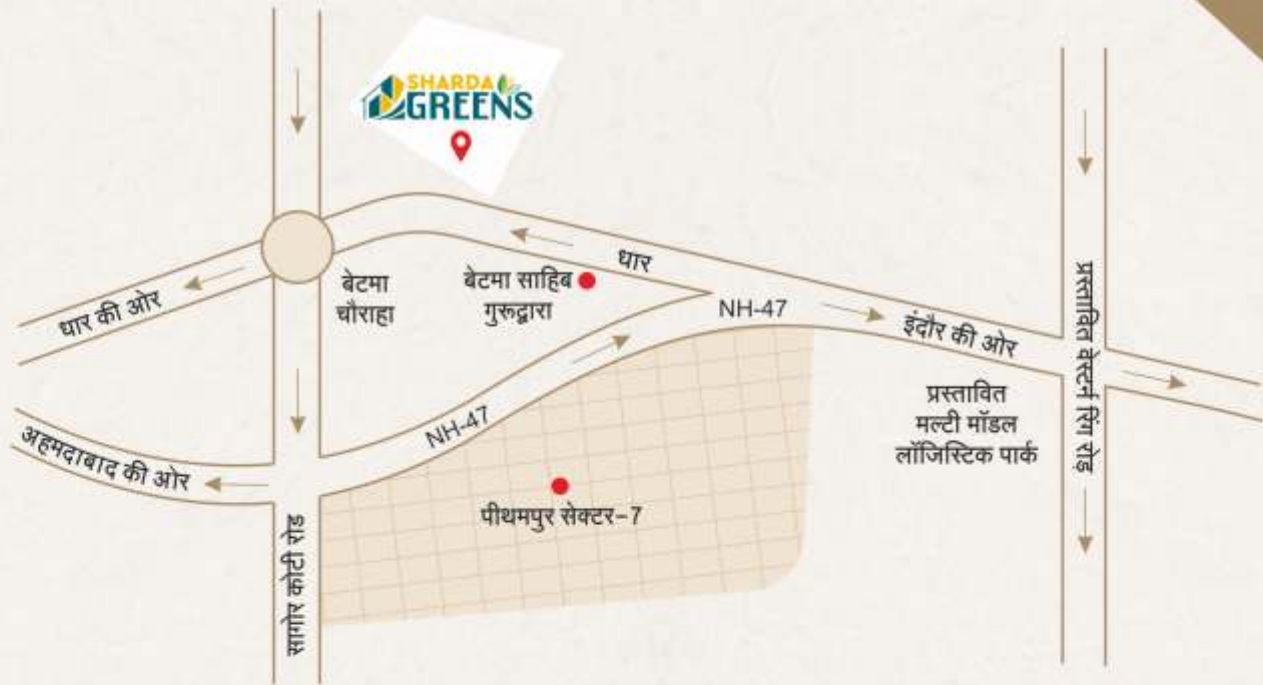 SHARDA
GREENS
धार
बेटमा
चौराहा
बेटमा साहिब
गुरूद्वारा
धार की ओर
NH-47
इंदौर की ओर
प्रस्तावित वेस्टर्न रिंग रोड़
प्रस्तावित
मल्टी मॉडल
लॉजिस्टिक पार्क
NH-47
अहमदाबाद की ओर
पीथमपुर सेक्टर-7
सागोर कोटी रोड